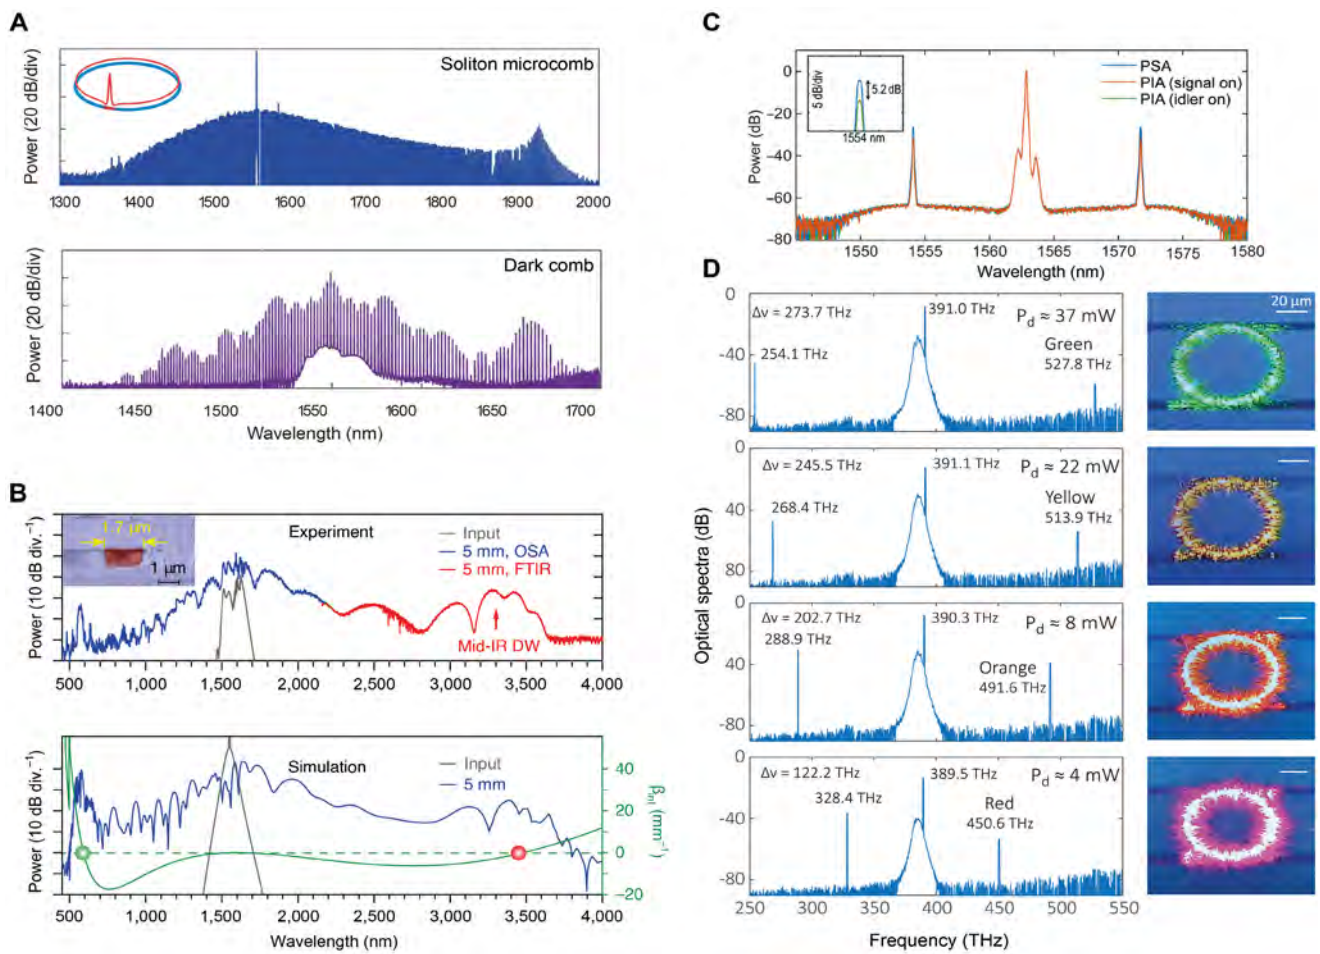 A
Soliton microcomb
Power (20 dB/div)
1300 1400 1500 1600 1700 1800 1900 2000
Dark comb
Power (20 dB/div)
1400 1450 1500 1550 1600 1650 1700
Wavelength (nm)
B
1.7 μm
1 μm
Experiment
Input
5 mm, OSA
5 mm, FTIR
Mid-IR DW
Power (10 dB div.⁻¹)
500 1,000 1,500 2,000 2,500 3,000 3,500 4,000
Simulation
Input
5 mm
Power (10 dB div.⁻¹)
40
20
0
−20
β_int (mm⁻¹)
500 1,000 1,500 2,000 2,500 3,000 3,500 4,000
Wavelength (nm)
C
5 dB/div
5.2 dB
1554 nm
PSA
PIA (signal on)
PIA (idler on)
Power (dB)
0
−20
−40
−60
−80
1550 1555 1560 1565 1570 1575 1580
Wavelength (nm)
D
Optical spectra (dB)
0
−40
−80
Δν = 273.7 THz
254.1 THz
391.0 THz
P_d ≈ 37 mW
Green
527.8 THz
20 μm
0
40
80
Δν = 245.5 THz
268.4 THz
391.1 THz
P_d ≈ 22 mW
Yellow
513.9 THz
0
40
-80
Δν = 202.7 THz
288.9 THz
390.3 THz
P_d ≈ 8 mW
Orange
491.6 THz
0
40
-80
Δν = 122.2 THz
328.4 THz
389.5 THz
P_d ≈ 4 mW
Red
450.6 THz
250 300 350 400 450 500 550
Frequency (THz)